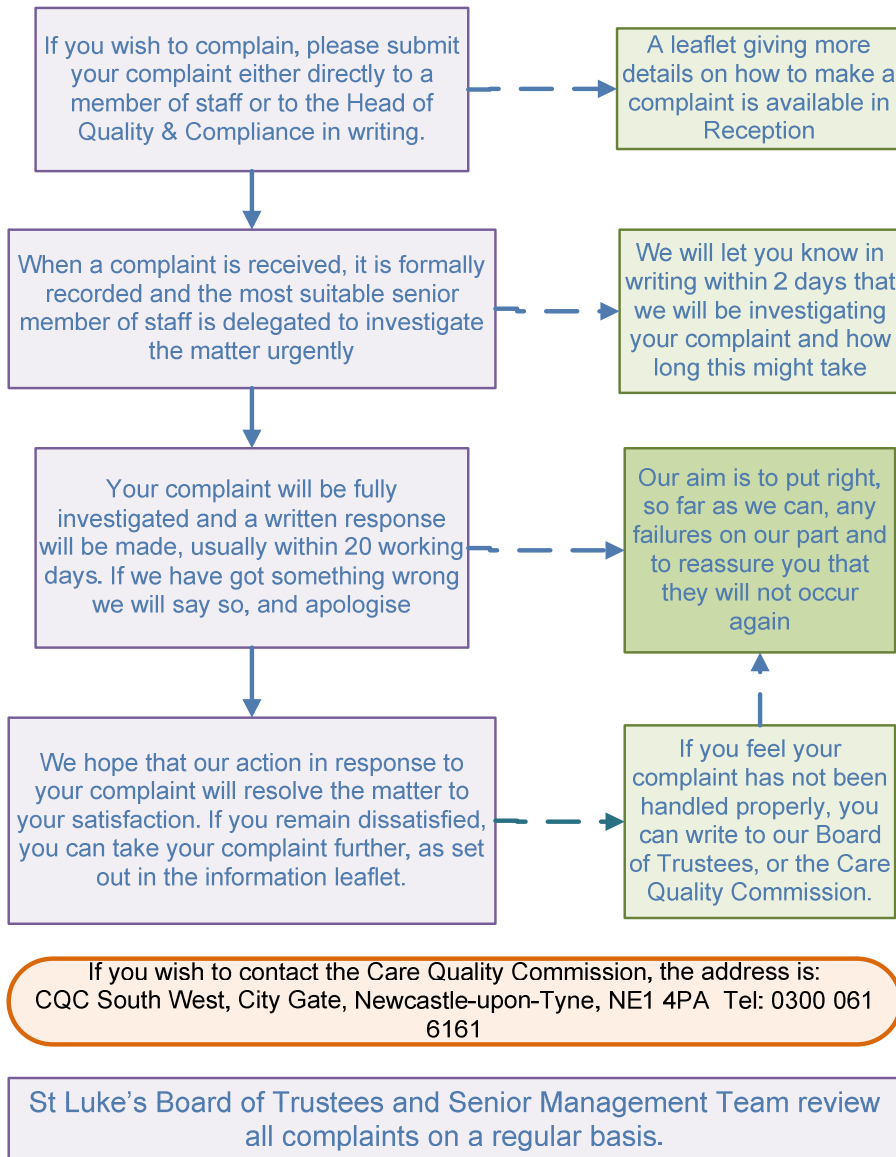 If you wish to complain, please submit
your complaint either directly to a
member of staff or to the Head of
Quality & Compliance in writing.
A leaflet giving more
details on how to make a
complaint is available in
Reception
When a complaint is received, it is formally
recorded and the most suitable senior
member of staff is delegated to investigate
the matter urgently
We will let you know in
writing within 2 days that
we will be investigating
your complaint and how
long this might take
Your complaint will be fully
investigated and a written response
will be made, usually within 20 working
days. If we have got something wrong
we will say so, and apologise
Our aim is to put right,
so far as we can, any
failures on our part and
to reassure you that
they will not occur
again
We hope that our action in response to
your complaint will resolve the matter to
your satisfaction. If you remain dissatisfied,
you can take your complaint further, as set
out in the information leaflet.
If you feel your
complaint has not been
handled properly, you
can write to our Board
of Trustees, or the Care
Quality Commission.
If you wish to contact the Care Quality Commission, the address is:
CQC South West, City Gate, Newcastle-upon-Tyne, NE1 4PA  Tel: 0300 061
6161
St Luke’s Board of Trustees and Senior Management Team review
all complaints on a regular basis.